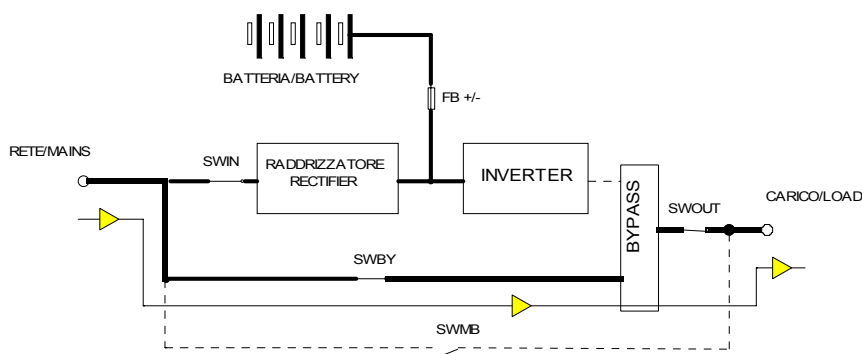 BATTERIA/BATTERY
FB +/-
RETE/MAINS
SWIN
RADDRIZZATORE
RECTIFIER
INVERTER
BYPASS
SWOUT
CARICO/LOAD
SWBY
SWMB